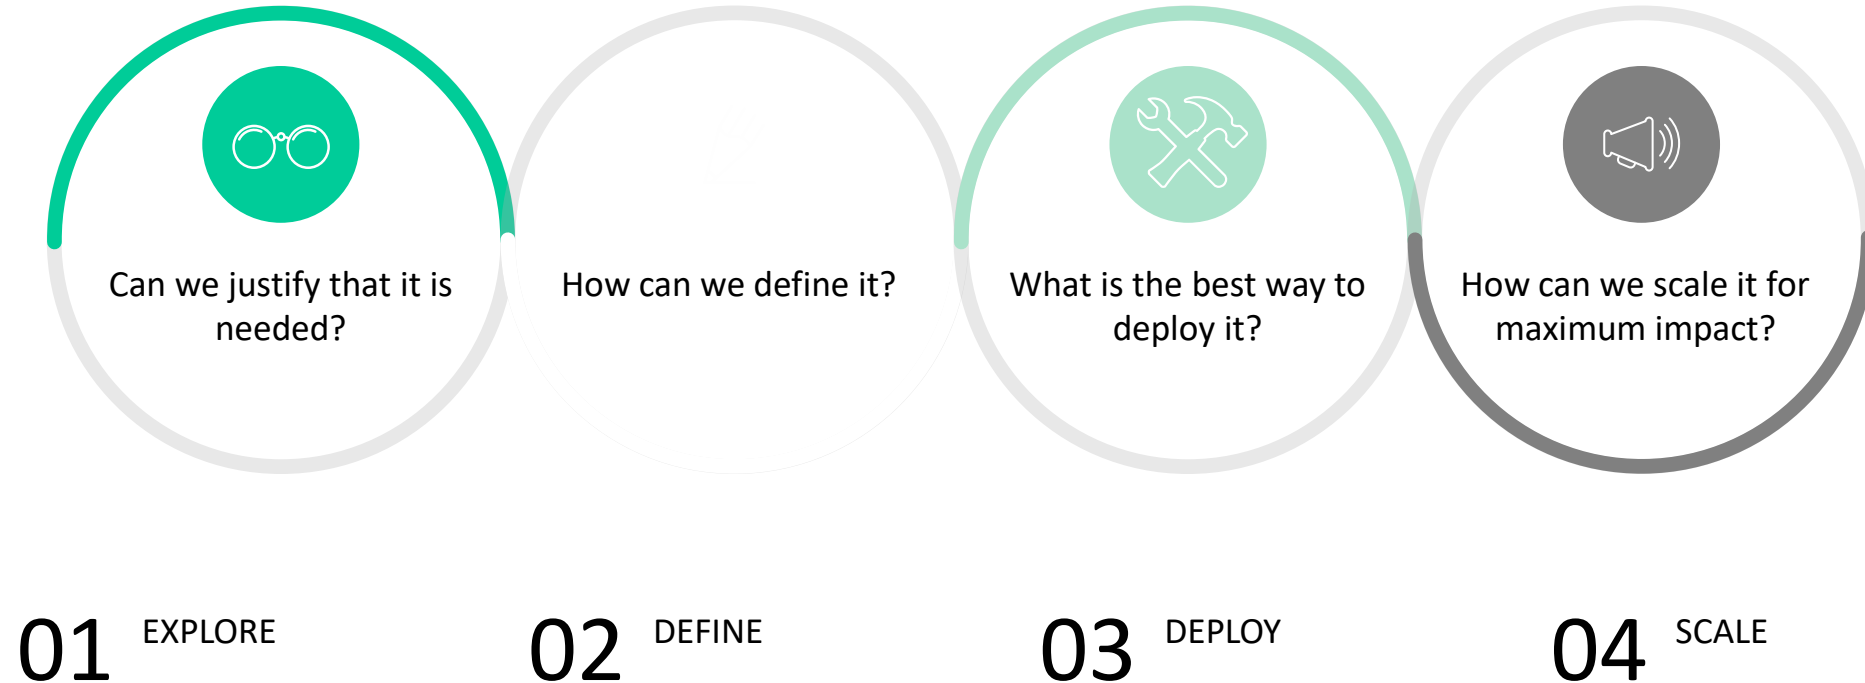 Can we justify that it is
needed?
How can we define it?
What is the best way to
deploy it?
How can we scale it for
maximum impact?
01 EXPLORE
02 DEFINE
03 DEPLOY
04 SCALE